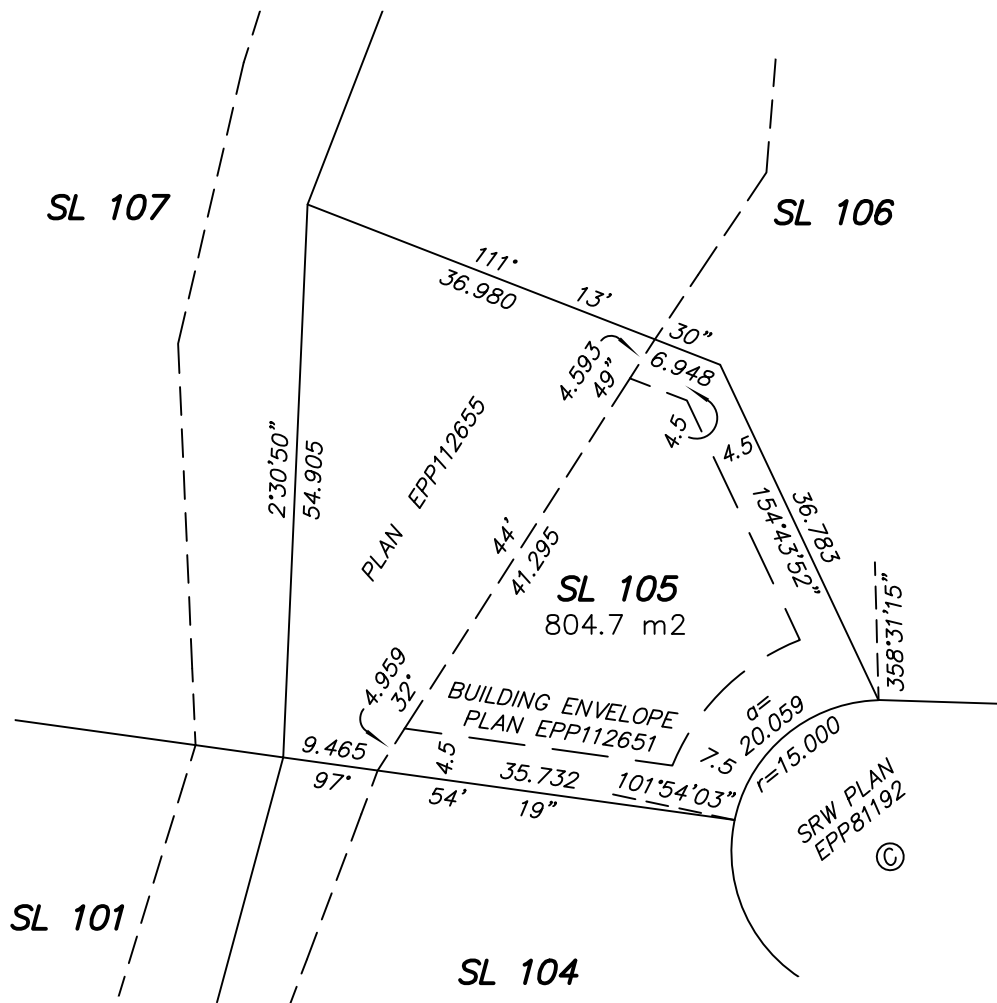 SL 107
SL 106
111°
36.980
13'
30"
6.948
4.593
49"
4.5
4.5
2°30'50"
54.905
PLAN EPP112655
44'
41.295
154°43'52"
36.783
SL 105
804.7 m2
358°31'15"
4.959
32°
BUILDING ENVELOPE
PLAN EPP112651
a=
20.059
r=15.000
7.5
9.465
97°
4.5
35.732
101°54'03"
54'
19"
SRW PLAN
EPP81192
C
SL 101
SL 104